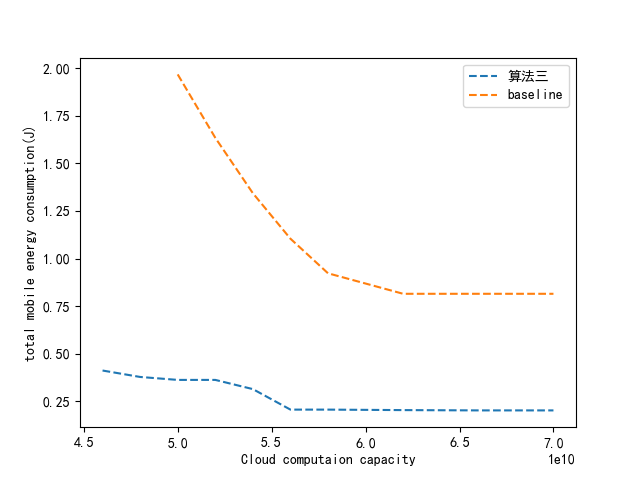 算法三
baseline
2.00
1.75
1.50
1.25
1.00
0.75
0.50
0.25
total mobile energy consumption(J)
4.5 5.0 5.5 6.0 6.5 7.0
Cloud computaion capacity
1e10